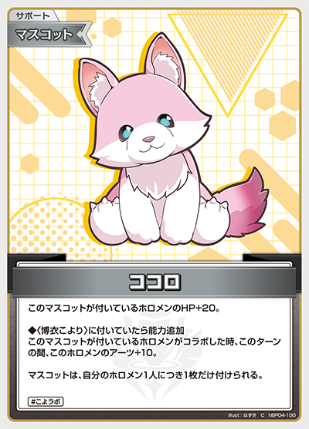 サポート
マスコット
ココロ
このマスコットが付いているホロメンのHP+20。
◆〈博衣こより〉に付いていたら能力追加
このマスコットが付いているホロメンがコラボした時、このターン
の間、このホロメンのアーツ+10。
マスコットは、自分のホロメン1人につき1枚だけ付けられる。
#こよラボ
Illust : はずき C hBP04-100